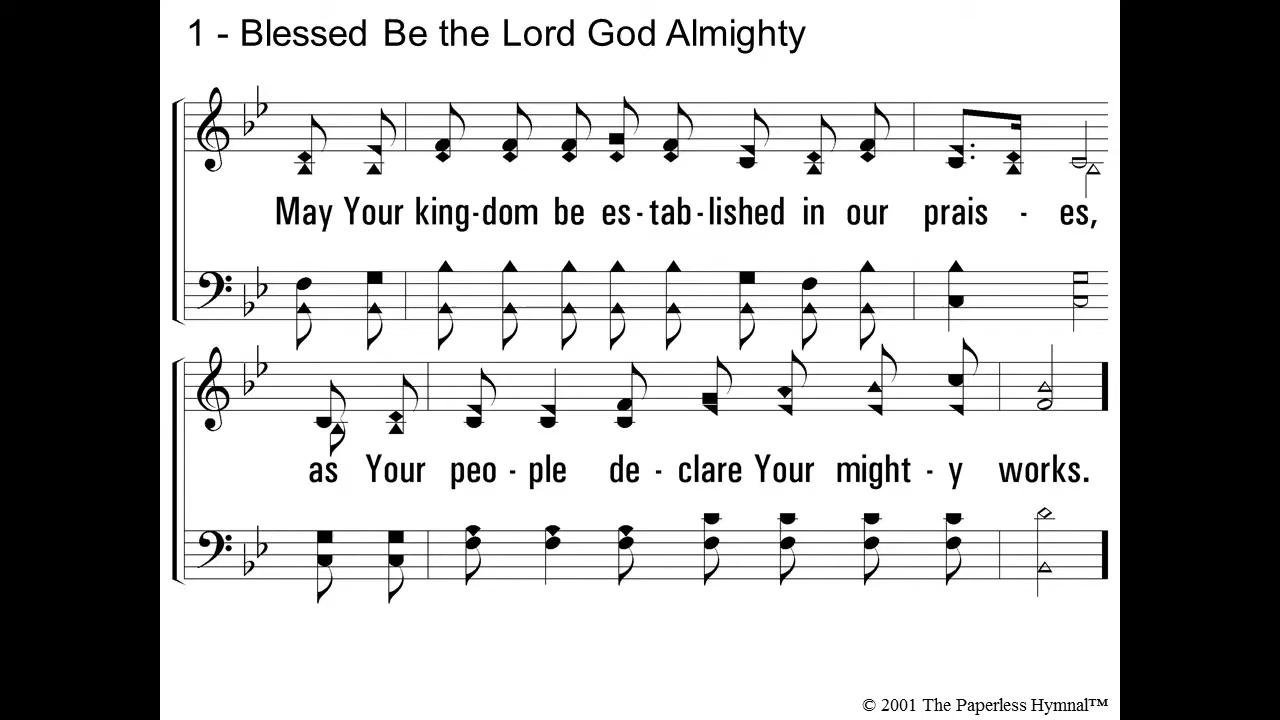 1 - Blessed Be the Lord God Almighty
May Your king-dom be es-tab-lished in our prais - es,
as Your peo - ple de - clare Your might - y works.
© 2001 The Paperless Hymnal™